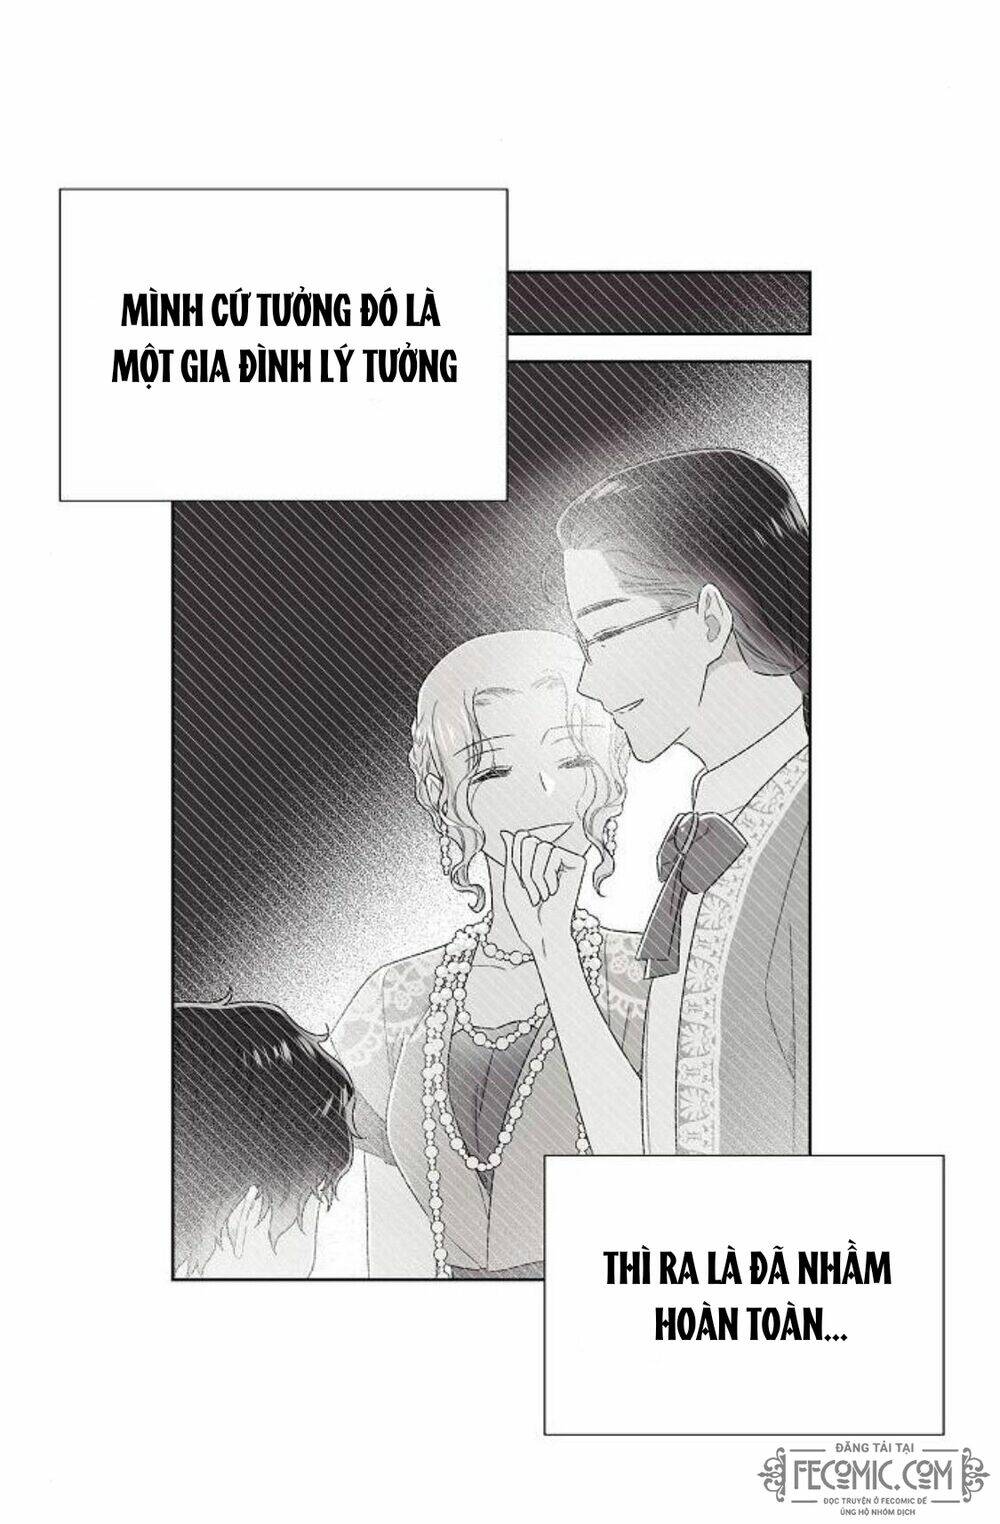 MÌNH CỨ TƯỞNG ĐÓ LÀ
MỘT GIA ĐÌNH LÝ TƯỞNG
THÌ RA LÀ ĐÃ NHẦM
HOÀN TOÀN...
ĐĂNG TẢI TẠI
FECOMIC.COM
ĐỌC TRUYỆN Ở FECOMIC ĐỂ
ỦNG HỘ NHÓM DỊCH